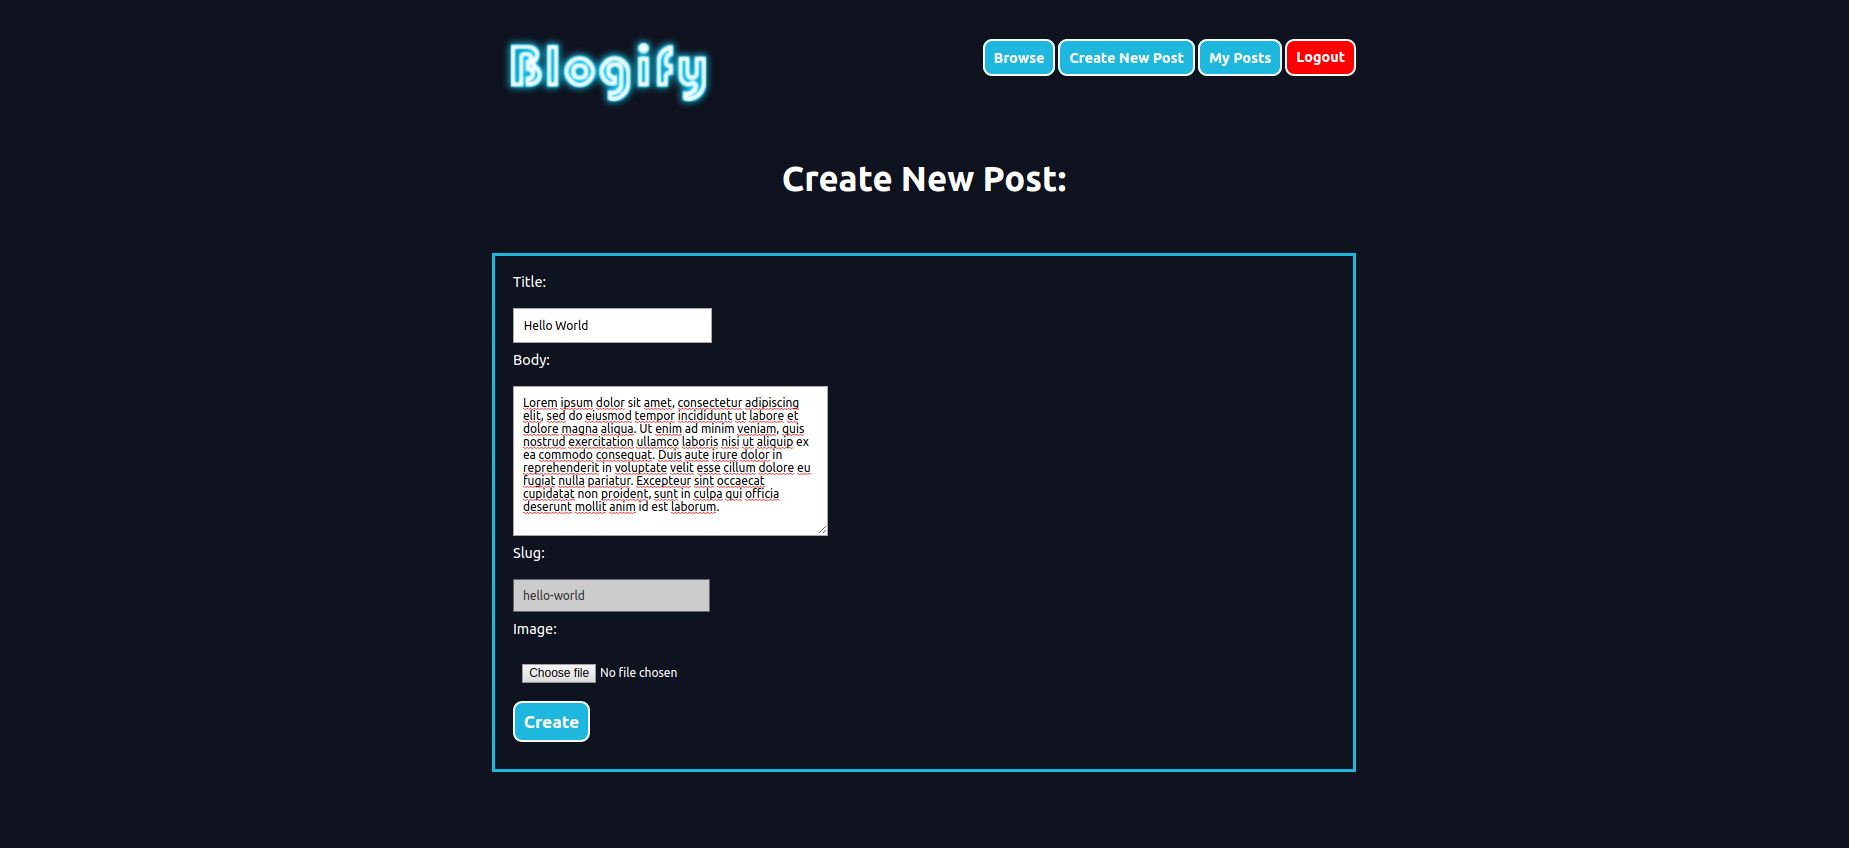 Blogify
Browse Create New Post My Posts Logout
Create New Post:
Title:
Hello World
Body:
Lorem ipsum dolor sit amet, consectetur adipiscing
elit, sed do eiusmod tempor incididunt ut labore et
dolore magna aliqua. Ut enim ad minim veniam, quis
nostrud exercitation ullamco laboris nisi ut aliquip ex
ea commodo consequat. Duis aute irure dolor in
reprehenderit in voluptate velit esse cillum dolore eu
fugiat nulla pariatur. Excepteur sint occaecat
cupidatat non proident, sunt in culpa qui officia
deserunt mollit anim id est laborum.
Slug:
hello-world
Image:
Choose file No file chosen
Create